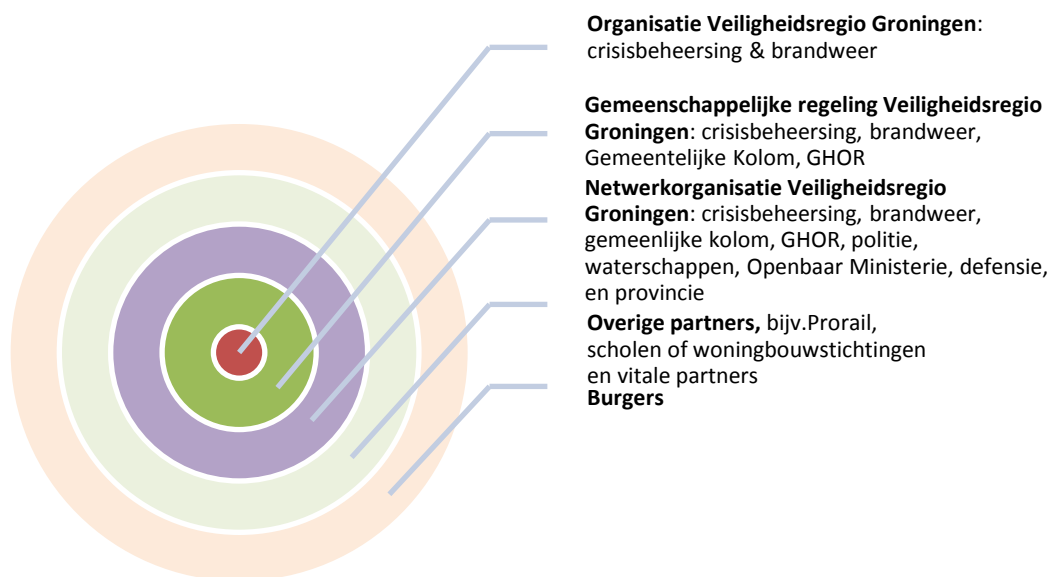 Organisatie Veiligheidsregio Groningen:
crisisbeheersing & brandweer
Gemeenschappelijke regeling Veiligheidsregio
Groningen: crisisbeheersing, brandweer,
Gemeentelijke Kolom, GHOR
Netwerkorganisatie Veiligheidsregio
Groningen: crisisbeheersing, brandweer,
gemeenlijke kolom, GHOR, politie,
waterschappen, Openbaar Ministerie, defensie,
en provincie
Overige partners, bijv.Prorail,
scholen of woningbouwstichtingen
en vitale partners
Burgers